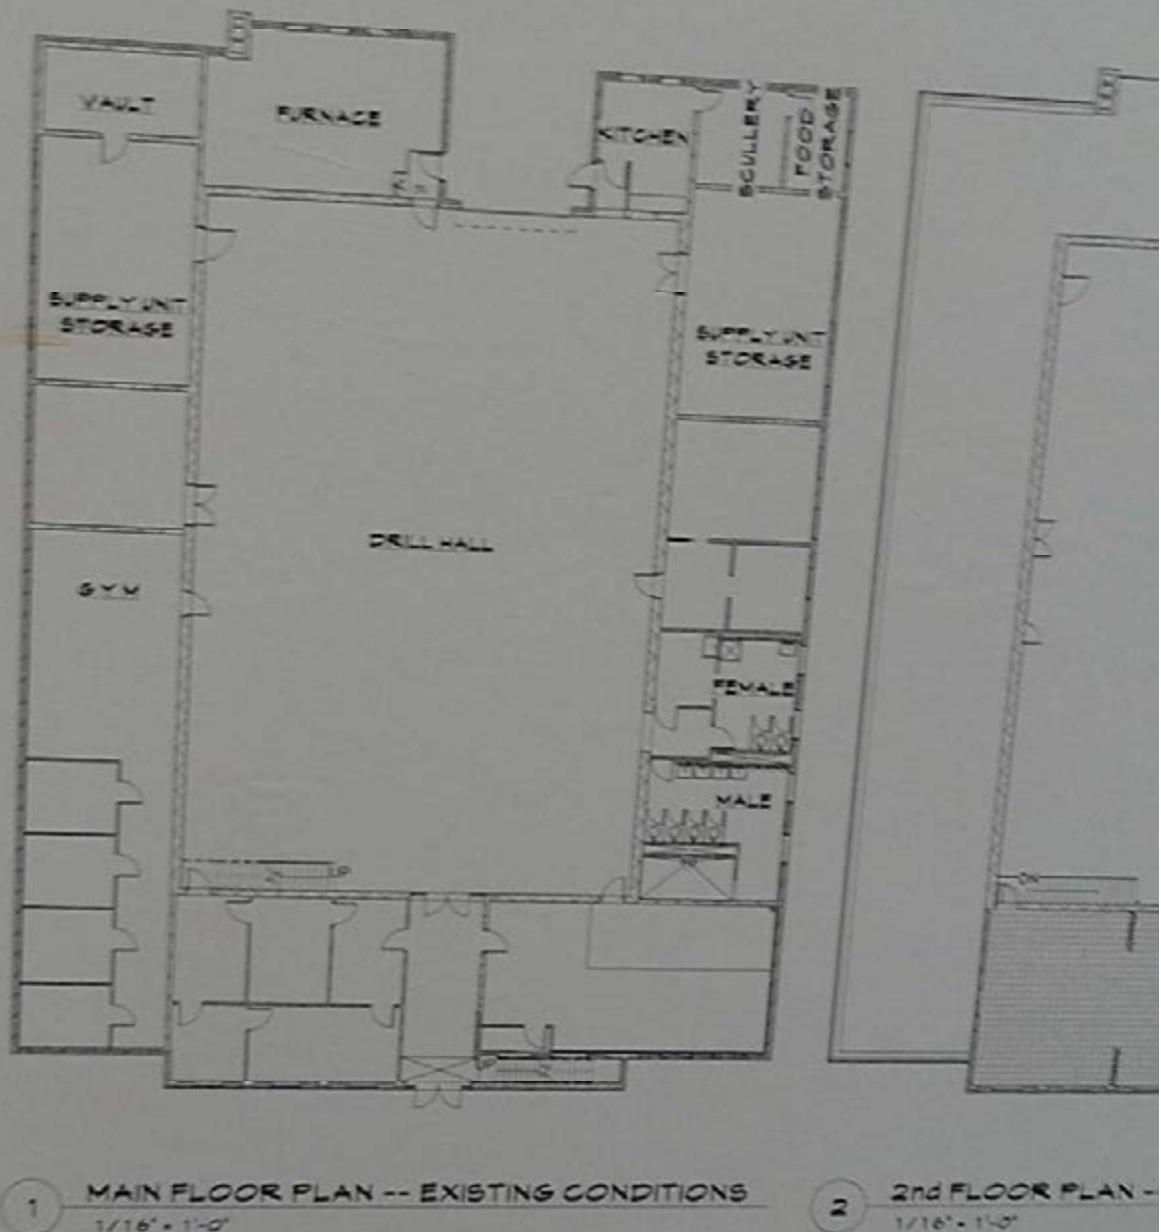 VAULT
FURNACE
KITCHEN
SCULLERY
FOOD
STORAGE
SUPPLY UNIT
STORAGE
SUPPLY UNIT
STORAGE
DRILL HALL
GYM
FEMALE
MALE
UP
DN
UP
1
MAIN FLOOR PLAN -- EXISTING CONDITIONS
1/16" = 1'-0"
2
2nd FLOOR PLAN -
1/16" = 1'-0"